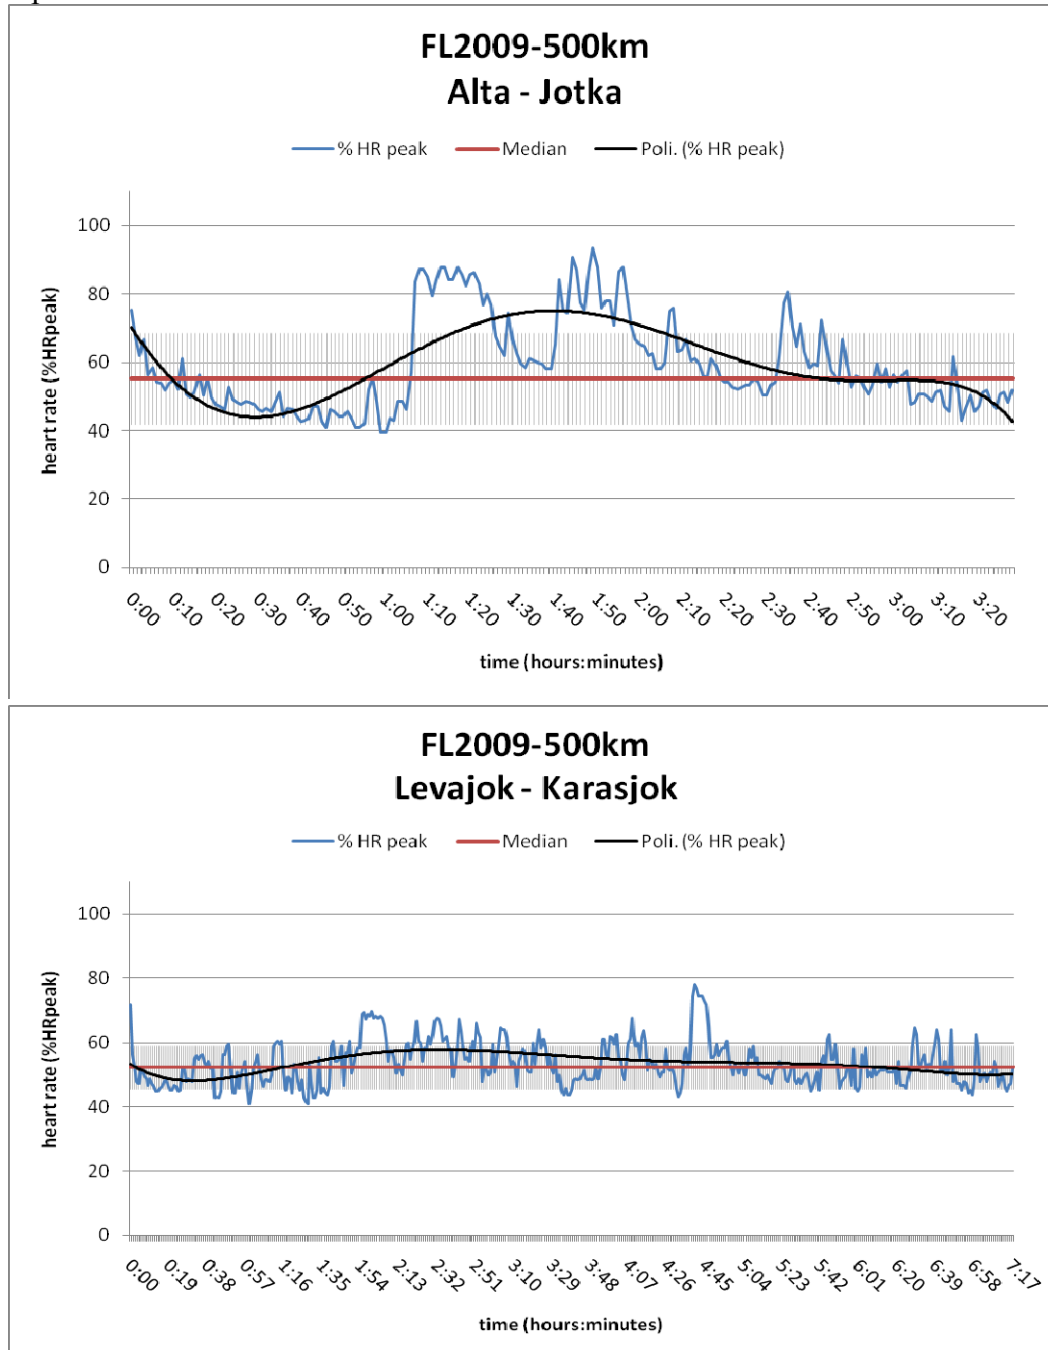 FL2009-500km
Alta - Jotka
% HR peak Median Poli. (% HR peak)
heart rate (%HRpeak)
100
80
60
40
20
0
0:00 0:10 0:20 0:30 0:40 0:50 1:00 1:10 1:20 1:30 1:40 1:50 2:00 2:10 2:20 2:30 2:40 2:50 3:00 3:10 3:20
time (hours:minutes)
FL2009-500km
Levajok - Karasjok
% HR peak Median Poli. (% HR peak)
heart rate (%HRpeak)
100
80
60
40
20
0
0:00 0:19 0:38 0:57 1:16 1:35 1:54 2:13 2:32 2:51 3:10 3:29 3:48 4:07 4:26 4:45 5:04 5:23 5:42 6:01 6:20 6:39 6:58 7:17
time (hours:minutes)